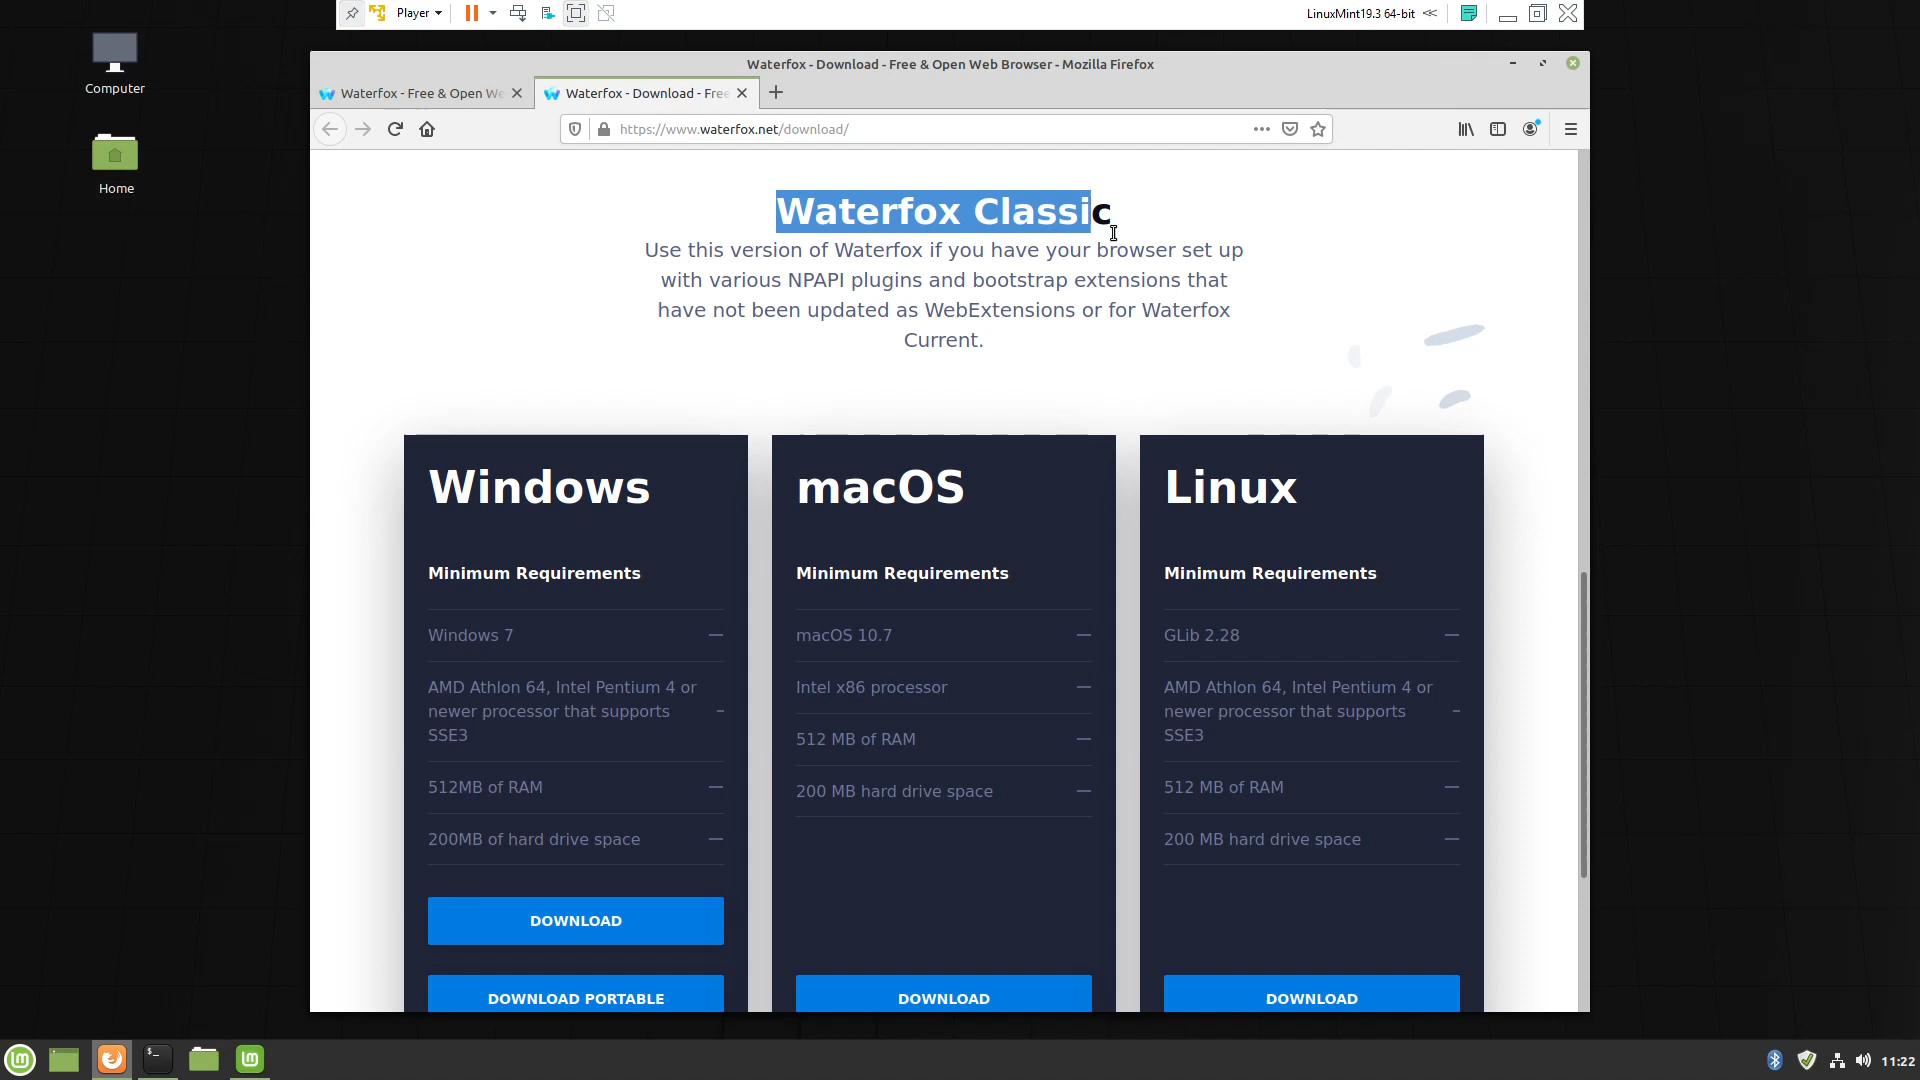 Player
LinuxMint19.3 64-bit
Computer
Home
Waterfox - Download - Free & Open Web Browser - Mozilla Firefox
Waterfox - Free & Open We
Waterfox - Download - Free
https://www.waterfox.net/download/
Waterfox Classic
Use this version of Waterfox if you have your browser set up
with various NPAPI plugins and bootstrap extensions that
have not been updated as WebExtensions or for Waterfox
Current.
Windows
Minimum Requirements
Windows 7
AMD Athlon 64, Intel Pentium 4 or
newer processor that supports
SSE3
512MB of RAM
200MB of hard drive space
DOWNLOAD
DOWNLOAD PORTABLE
macOS
Minimum Requirements
macOS 10.7
Intel x86 processor
512 MB of RAM
200 MB hard drive space
DOWNLOAD
Linux
Minimum Requirements
GLib 2.28
AMD Athlon 64, Intel Pentium 4 or
newer processor that supports
SSE3
512 MB of RAM
200 MB hard drive space
DOWNLOAD
11:22